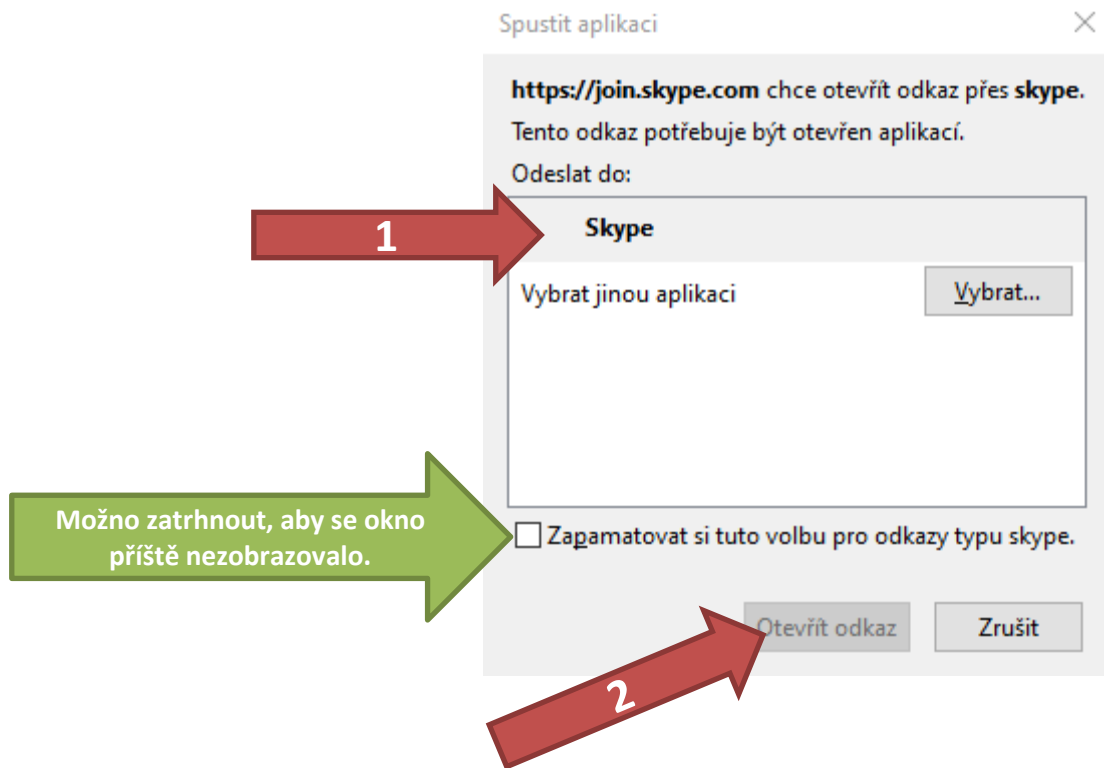 Spustit aplikaci
https://join.skype.com chce otevřít odkaz přes skype.
Tento odkaz potřebuje být otevřen aplikací.
Odeslat do:
1
Skype
Vybrat jinou aplikaci
Vybrat...
Možno zatrhnout, aby se okno
příště nezobrazovalo.
Zapamatovat si tuto volbu pro odkazy typu skype.
Otevřít odkaz
Zrušit
2